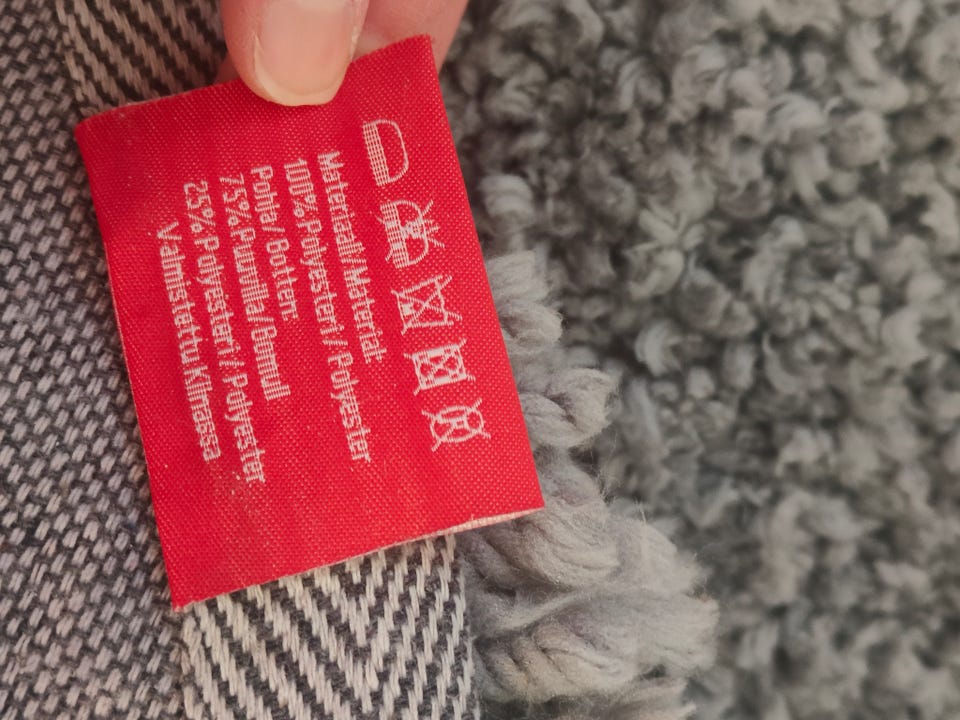 Materiaali/Material
100% Polyesteri/Polyester
Pohja/Botten:
75% Puuvilla/Bomull
25% Polyesteri/Polyester
Valmistettu Kiinassa